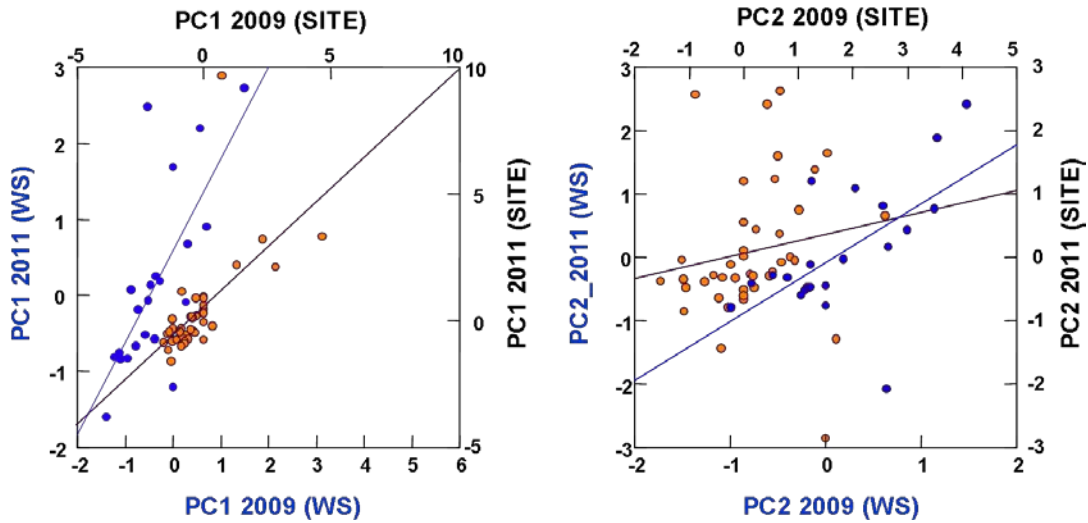 PC1 2009 (SITE)
-5 0 5 10
3 2 1 0 -1 -2
10 5 0 -5
-2 -1 0 1 2 3 4 5 6
PC1 2011 (WS)
PC1 2011 (SITE)
PC1 2009 (WS)
PC2 2009 (SITE)
-2 -1 0 1 2 3 4 5
3 2 1 0 -1 -2 -3
3 2 1 0 -1 -2 -3
-2 -1 0 1 2
PC2_2011 (WS)
PC2 2011 (SITE)
PC2 2009 (WS)